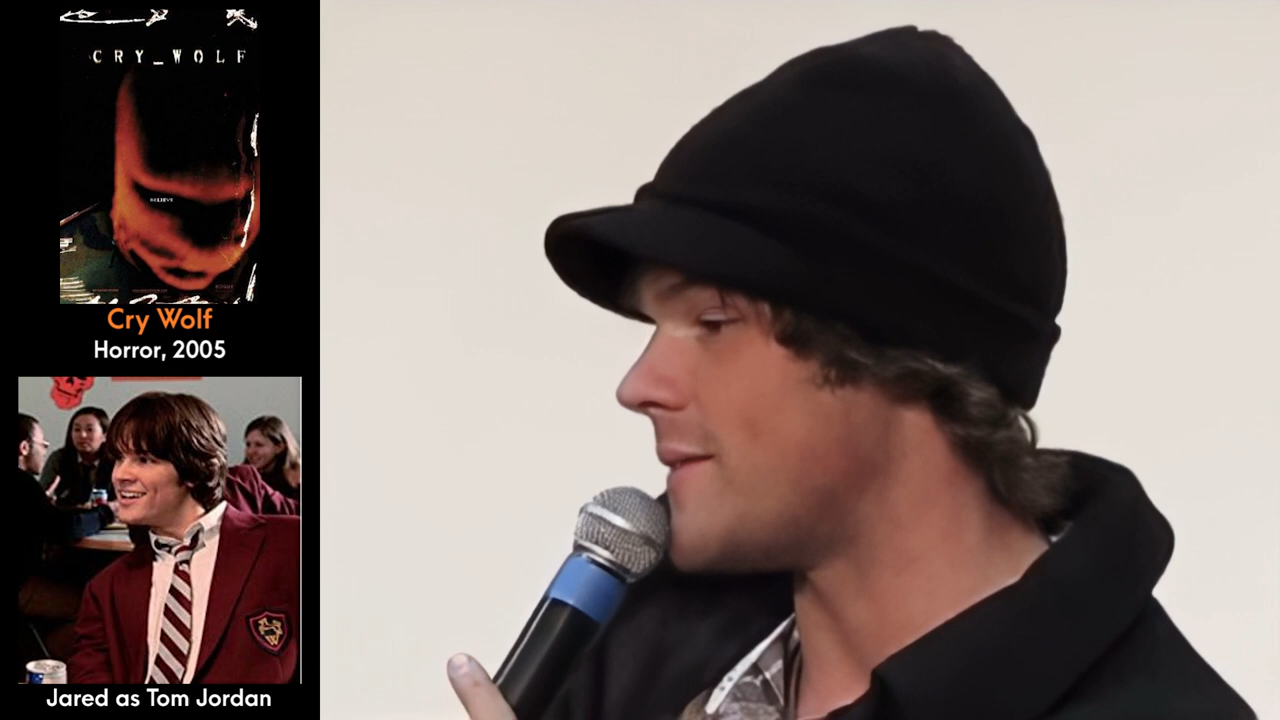 CRY_WOLF
BELIEVE
Cry Wolf
Horror, 2005
Jared as Tom Jordan